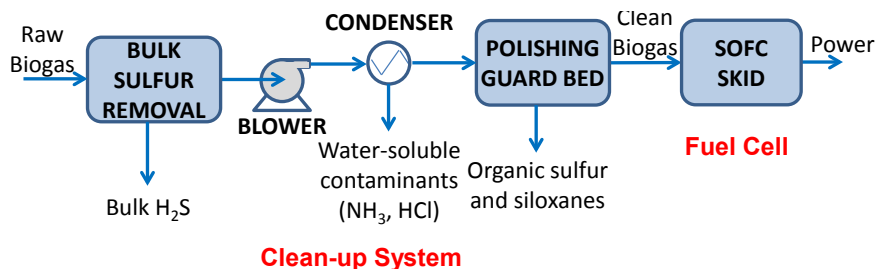 Raw
Biogas
BULK
SULFUR
REMOVAL
Bulk H₂S
BLOWER
CONDENSER
Water-soluble
contaminants
(NH₃, HCl)
POLISHING
GUARD BED
Organic sulfur
and siloxanes
Clean
Biogas
SOFC
SKID
Power
Fuel Cell
Clean-up System